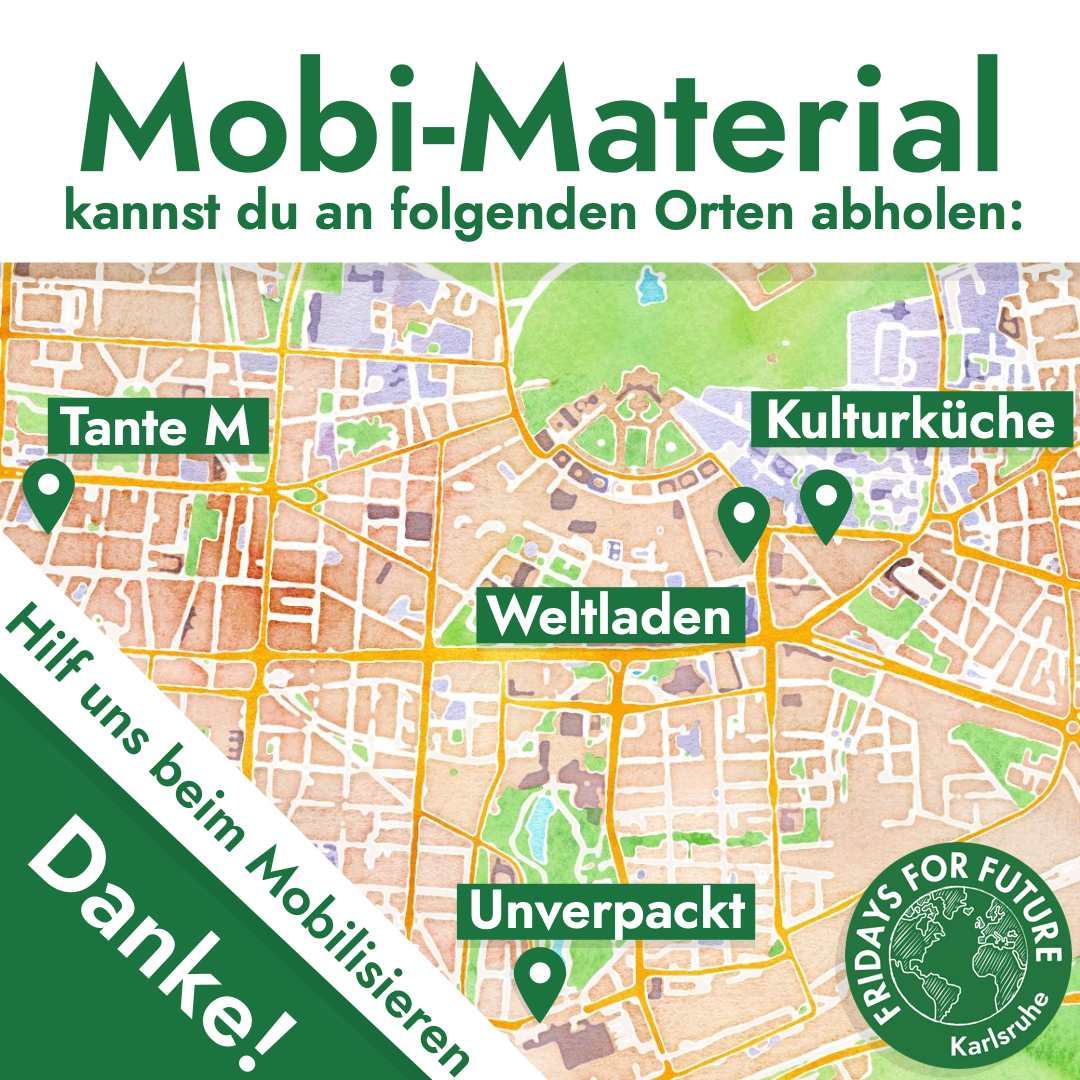 Mobi-Material
kannst du an folgenden Orten abholen:
Tante M
Kulturküche
Weltladen
Unverpackt
Hilf uns beim Mobilisieren
Danke!
FRIDAYS FOR FUTURE
Karlsruhe